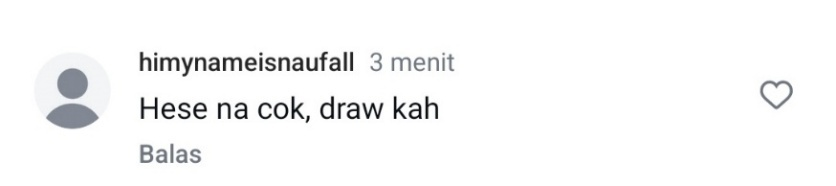 himynameisnaufall 3 menit
Hese na cok, draw kah
Balas